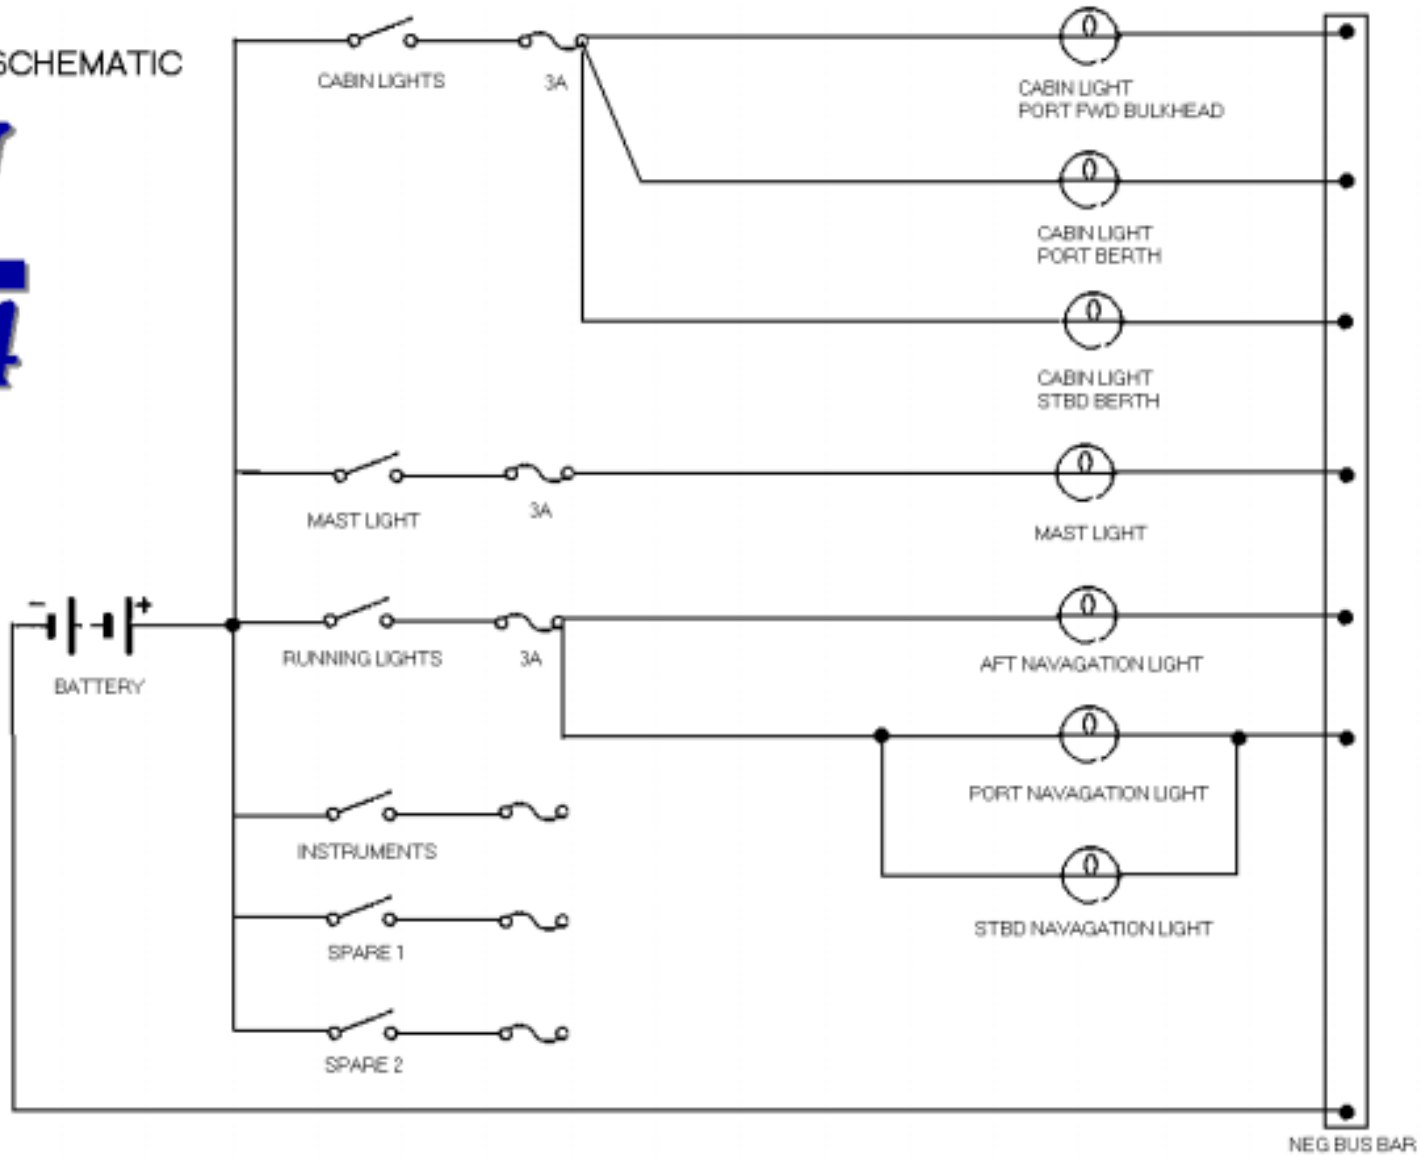 SCHEMATIC
CABIN LIGHTS
3A
CABIN LIGHT
PORT FWD BULKHEAD
CABIN LIGHT
PORT BERTH
CABIN LIGHT
STBD BERTH
MAST LIGHT
3A
MAST LIGHT
- +
BATTERY
RUNNING LIGHTS
3A
AFT NAVAGATION LIGHT
PORT NAVAGATION LIGHT
INSTRUMENTS
STBD NAVAGATION LIGHT
SPARE 1
SPARE 2
NEG BUS BAR